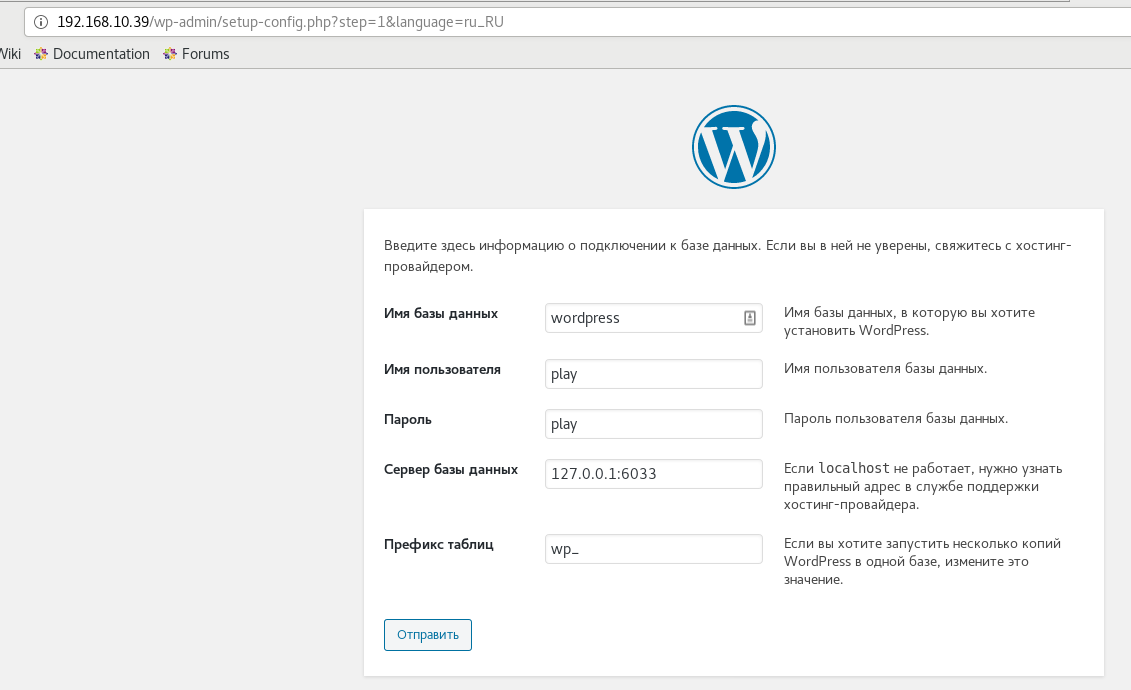 192.168.10.39/wp-admin/setup-config.php?step=1&language=ru_RU
Wiki Documentation Forums
Введите здесь информацию о подключении к базе данных. Если вы в ней не уверены, свяжитесь с хостинг-
провайдером.
Имя базы данных
wordpress
Имя базы данных, в которую вы хотите
установить WordPress.
Имя пользователя
play
Имя пользователя базы данных.
Пароль
play
Пароль пользователя базы данных.
Сервер базы данных
127.0.0.1:6033
Если localhost не работает, нужно узнать
правильный адрес в службе поддержки
хостинг-провайдера.
Префикс таблиц
wp_
Если вы хотите запустить несколько копий
WordPress в одной базе, измените это
значение.
Отправить